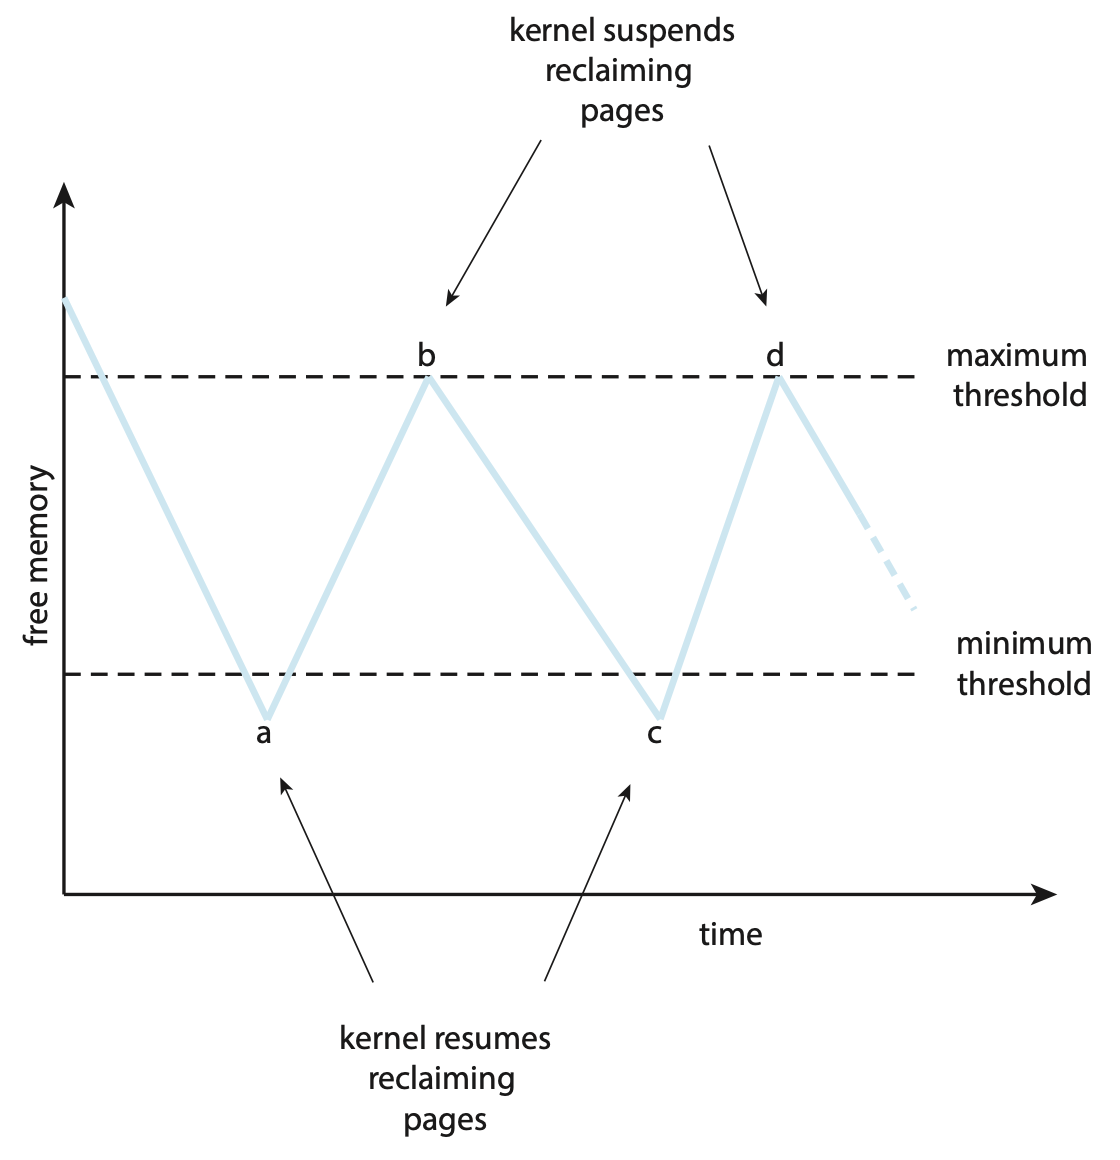 kernel suspends
reclaiming
pages
b
d
maximum
threshold
free memory
minimum
threshold
a
c
time
kernel resumes
reclaiming
pages